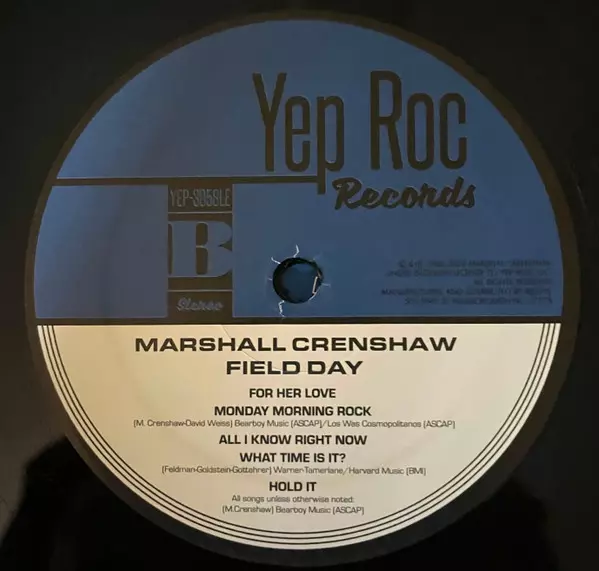 Yep Roc
Records
YEP-3058LE
B
Stereo
MARSHALL CRENSHAW
FIELD DAY
FOR HER LOVE
MONDAY MORNING ROCK
(M. Crenshaw-David Weiss) Bearboy Music (ASCAP)/Los Was Cosmopolitanos (ASCAP)
ALL I KNOW RIGHT NOW
WHAT TIME IS IT?
(Feldman-Goldstein-Gottehrer) Warner-Tamerlane/Harvard Music (BMI)
HOLD IT
All songs unless otherwise noted:
(M.Crenshaw) Bearboy Music (ASCAP)